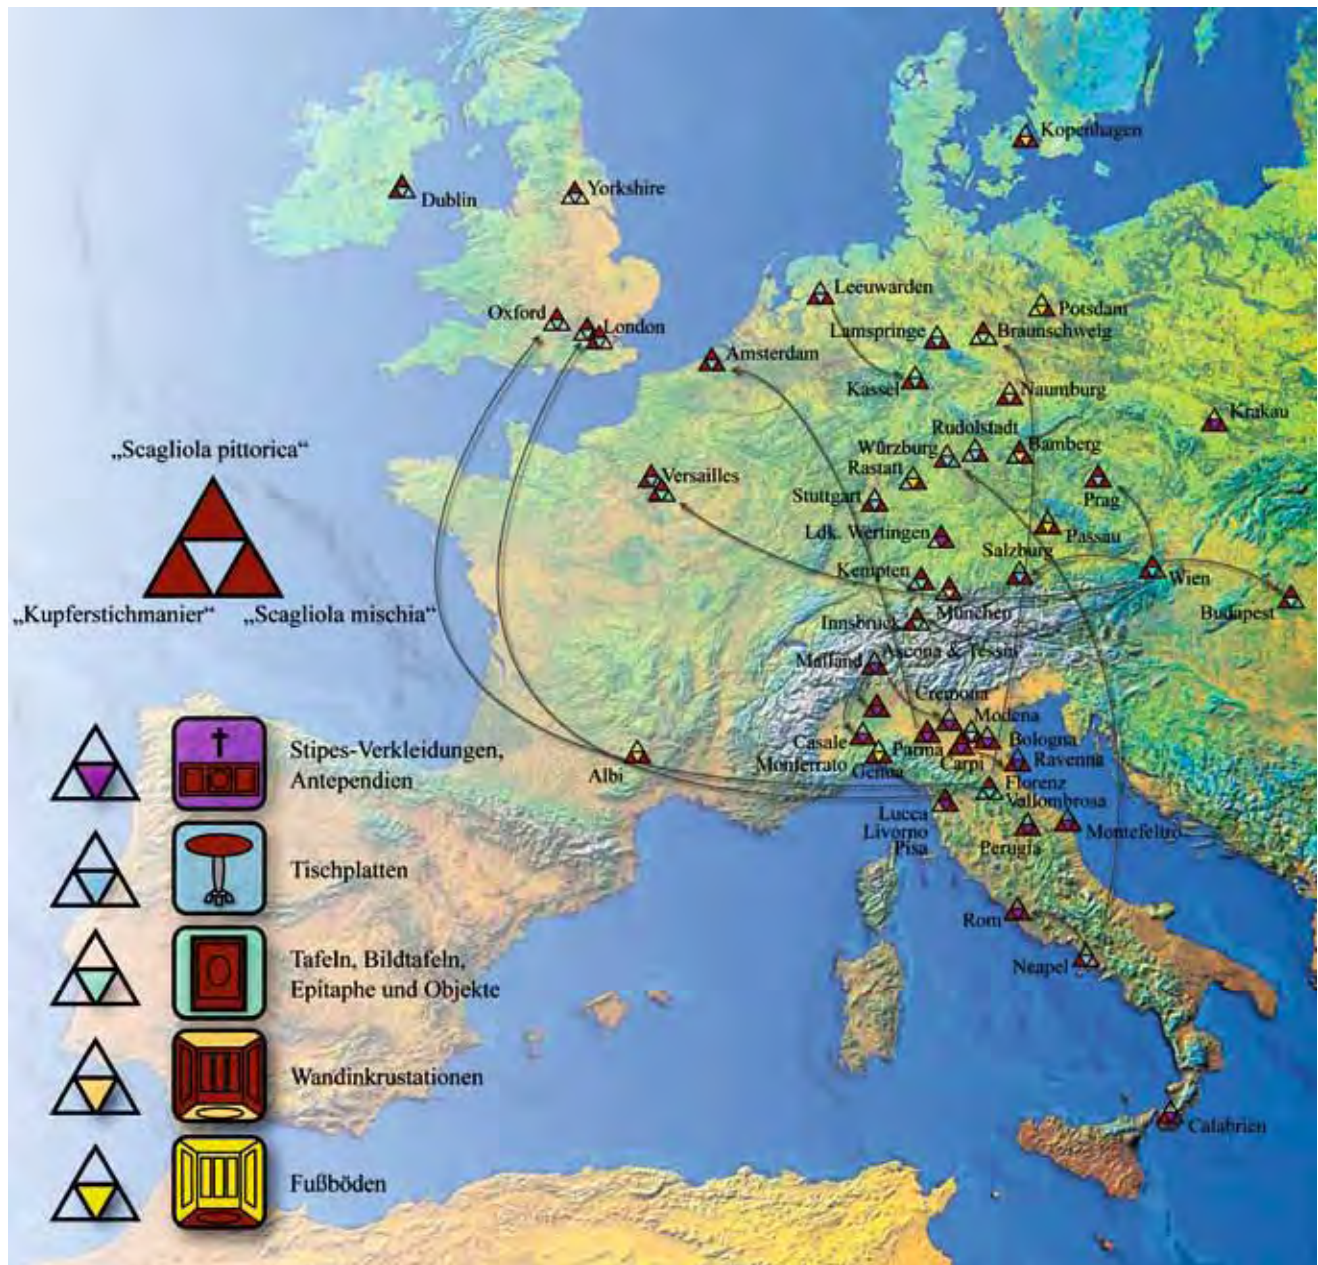 Kopenhagen
Dublin
Yorkshire
Leeuwarden
Potsdam
Oxford
London
Lamspringe
Braunschweig
Amsterdam
Kassel
Naumburg
Krakau
Rudolstadt
„Scagliola pittorica“
Würzburg
Bamberg
Rastatt
Versailles
Prag
Stuttgart
Ldk. Wertingen
Passau
Salzburg
Kempten
Wien
„Kupferstichmanier“
„Scagliola mischia“
München
Budapest
Innsbruck
Ascona & Tessin
Mailand
Cremona
Modena
Stipes-Verkleidungen,
Antependien
Casale
Monferrato
Parma
Bologna
Carpi
Ravenna
Albi
Genua
Florenz
Vallombrosa
Lucca
Livorno
Pisa
Montefeltro
Perugia
Tischplatten
Rom
Tafeln, Bildtafeln,
Epitaphe und Objekte
Neapel
Wandinkrustationen
Calabrien
Fußböden